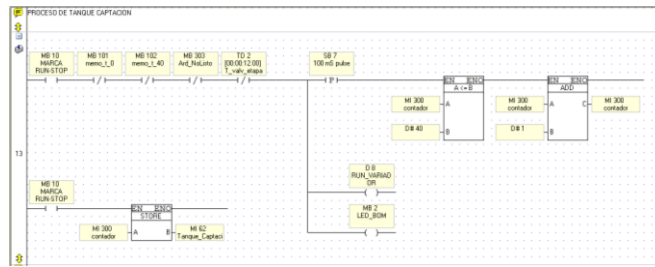 PROCESO DE TANQUE CAPTACION
MB 10
MARCA
RUN-STOP
MB 101
memo_t_0
MB 102
memo_t_40
MB 303
Ard_NoListo
TD 2
[00:00:12.00]
T_valv_etapa
SB 7
100 mS pulse
P
EN ENO
A <= B
MI 300
contador
A
D# 40
B
EN ENO
ADD
MI 300
contador
A
C
MI 300
contador
D# 1
B
13
O 8
RUN_VARIAD
OR
MB 10
MARCA
RUN-STOP
MB 2
LED_BOM
EN ENO
STORE
MI 300
contador
A
B
MI 62
Tanque_Captaci